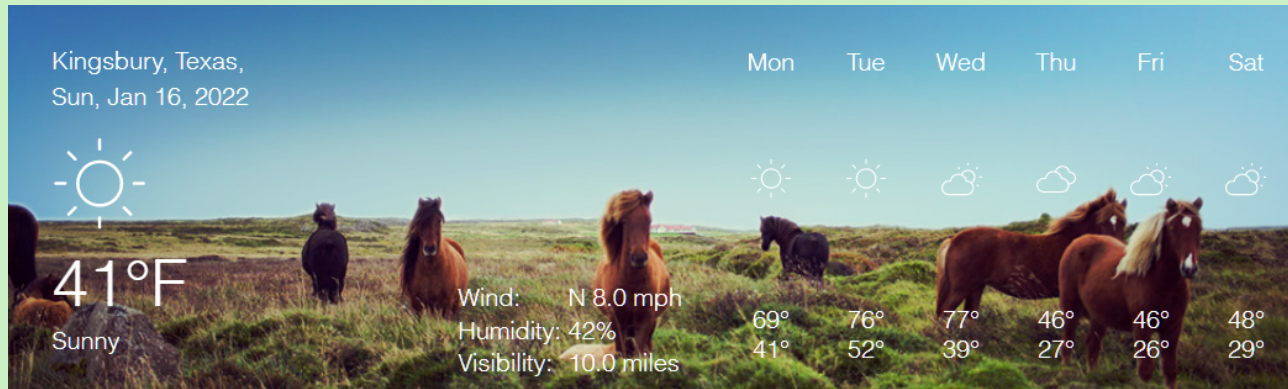 Kingsbury, Texas,
Sun, Jan 16, 2022
41°F
Sunny
Wind: N 8.0 mph
Humidity: 42%
Visibility: 10.0 miles
Mon Tue Wed Thu Fri Sat
69° 76° 77° 46° 46° 48°
41° 52° 39° 27° 26° 29°